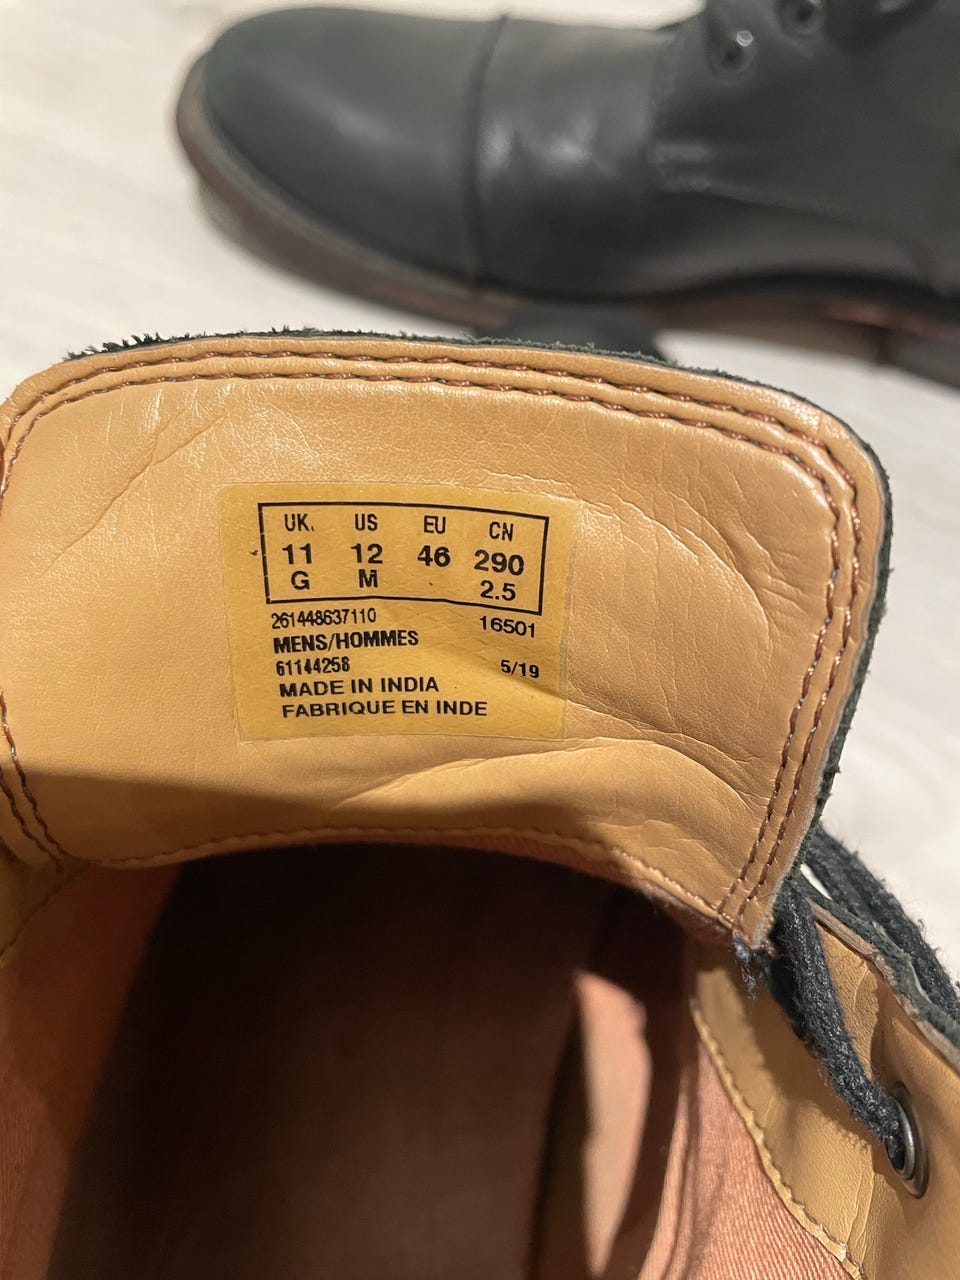 UK. US EU CN
11 12 46 290
G M 2.5
261448637110 16501
MENS/HOMMES
61144258 5/19
MADE IN INDIA
FABRIQUE EN INDE